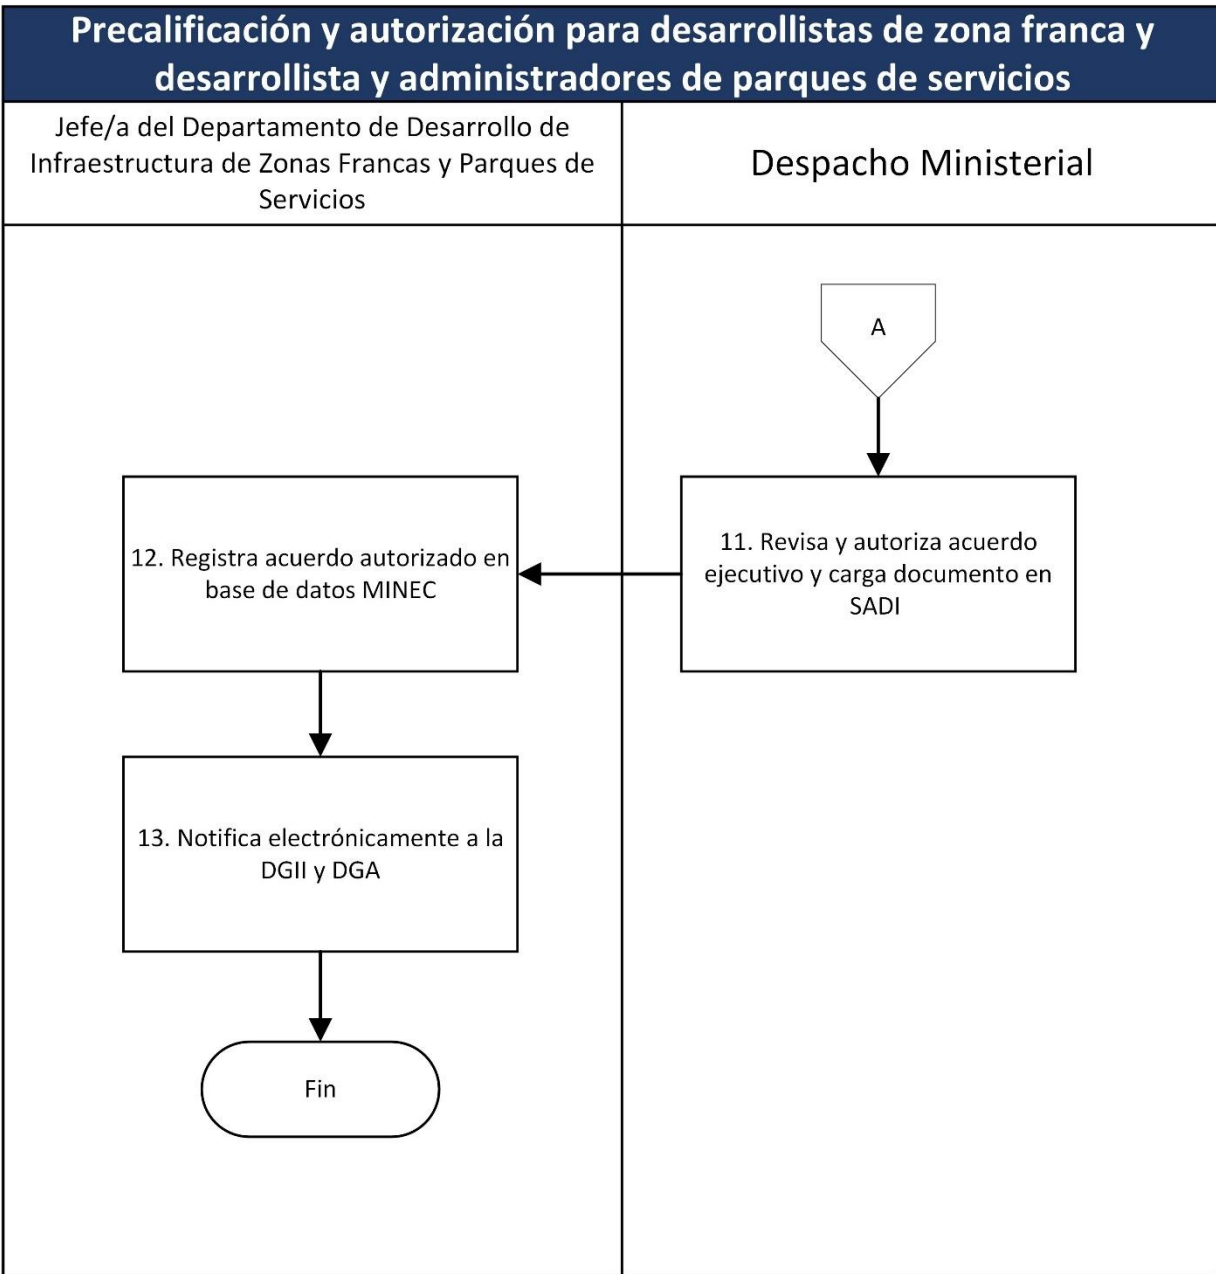 Precalificación y autorización para desarrollistas de zona franca y
desarrollista y administradores de parques de servicios
Jefe/a del Departamento de Desarrollo de
Infraestructura de Zonas Francas y Parques de
Servicios
Despacho Ministerial
A
11. Revisa y autoriza acuerdo
ejecutivo y carga documento en
SADI
12. Registra acuerdo autorizado en
base de datos MINEC
13. Notifica electrónicamente a la
DGII y DGA
Fin